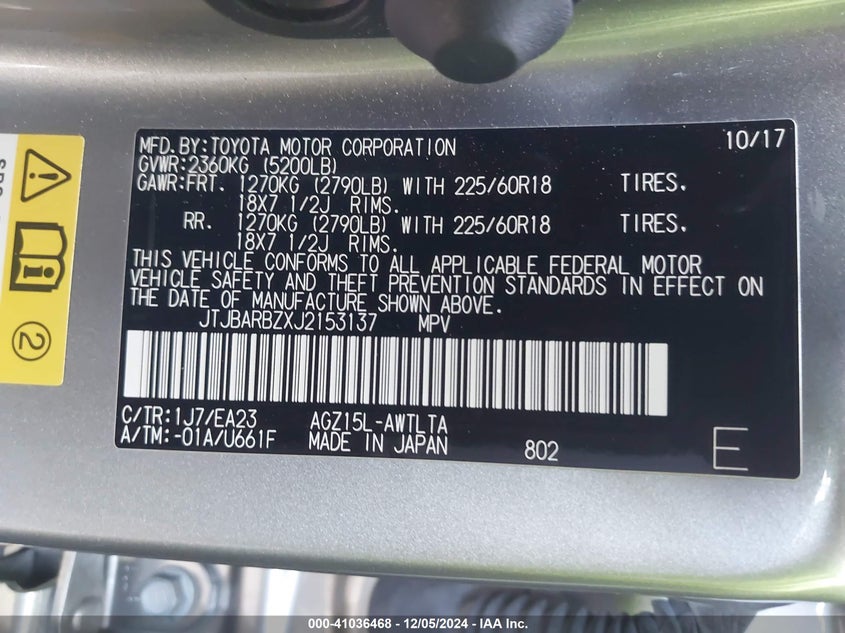 MFD.BY:TOYOTA MOTOR CORPORATION 10/17
GVWR:2360KG (5200LB)
GAWR:FRT. 1270KG (2790LB) WITH 225/60R18 TIRES.
18X7 1/2J RIMS.
RR. 1270KG (2790LB) WITH 225/60R18 TIRES.
18X7 1/2J RIMS.
THIS VEHICLE CONFORMS TO ALL APPLICABLE FEDERAL MOTOR
VEHICLE SAFETY AND THEFT PREVENTION STANDARDS IN EFFECT ON
THE DATE OF MANUFACTURE SHOWN ABOVE.
JTJBARBZXJ2153137 MPV
C/TR:1J7/EA23 AGZ15L-AWTLTA
A/TM:-01A/U661F MADE IN JAPAN 802 E
2
000-41036468 - 12/05/2024 - IAA Inc.